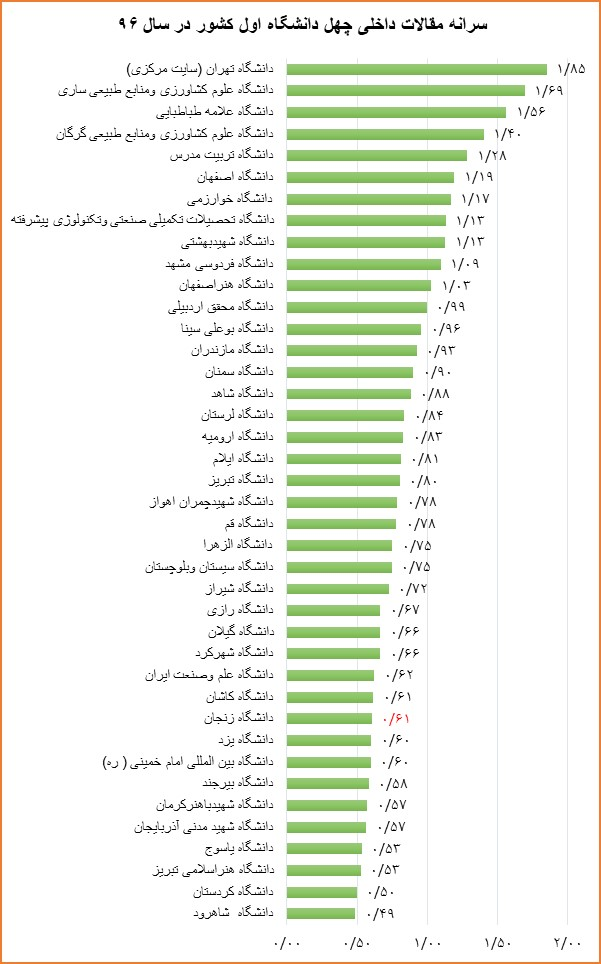 سرانه مقالات داخلی چهل دانشگاه اول کشور در سال ۹۶
دانشگاه تهران (سایت مرکزی) ۱/۸۵
دانشگاه علوم کشاورزی ومنابع طبیعی ساری ۱/۶۹
دانشگاه علامه طباطبایی ۱/۵۶
دانشگاه علوم کشاورزی ومنابع طبیعی گرگان ۱/۴۰
دانشگاه تربیت مدرس ۱/۲۸
دانشگاه اصفهان ۱/۱۹
دانشگاه خوارزمی ۱/۱۷
دانشگاه تحصیلات تکمیلی صنعتی وتکنولوژی پیشرفته ۱/۱۳
دانشگاه شهیدبهشتی ۱/۱۳
دانشگاه فردوسی مشهد ۱/۰۹
دانشگاه هنراصفهان ۱/۰۳
دانشگاه محقق اردبیلی ۰/۹۹
دانشگاه بوعلی سینا ۰/۹۶
دانشگاه مازندران ۰/۹۳
دانشگاه سمنان ۰/۹۰
دانشگاه شاهد ۰/۸۸
دانشگاه لرستان ۰/۸۴
دانشگاه ارومیه ۰/۸۳
دانشگاه ایلام ۰/۸۱
دانشگاه تبریز ۰/۸۰
دانشگاه شهیدچمران اهواز ۰/۷۸
دانشگاه قم ۰/۷۸
دانشگاه الزهرا ۰/۷۵
دانشگاه سیستان وبلوچستان ۰/۷۵
دانشگاه شیراز ۰/۷۲
دانشگاه رازی ۰/۶۷
دانشگاه گیلان ۰/۶۶
دانشگاه شهرکرد ۰/۶۶
دانشگاه علم وصنعت ایران ۰/۶۲
دانشگاه کاشان ۰/۶۱
دانشگاه زنجان ۰/۶۱
دانشگاه یزد ۰/۶۰
دانشگاه بین المللی امام خمینی ( ره) ۰/۶۰
دانشگاه بیرجند ۰/۵۸
دانشگاه شهیدباهنرکرمان ۰/۵۷
دانشگاه شهید مدنی آذربایجان ۰/۵۷
دانشگاه یاسوج ۰/۵۳
دانشگاه هنراسلامی تبریز ۰/۵۳
دانشگاه کردستان ۰/۵۰
دانشگاه شاهرود ۰/۴۹
۰/۰۰ ۰/۵۰ ۱/۰۰ ۱/۵۰ ۲/۰۰